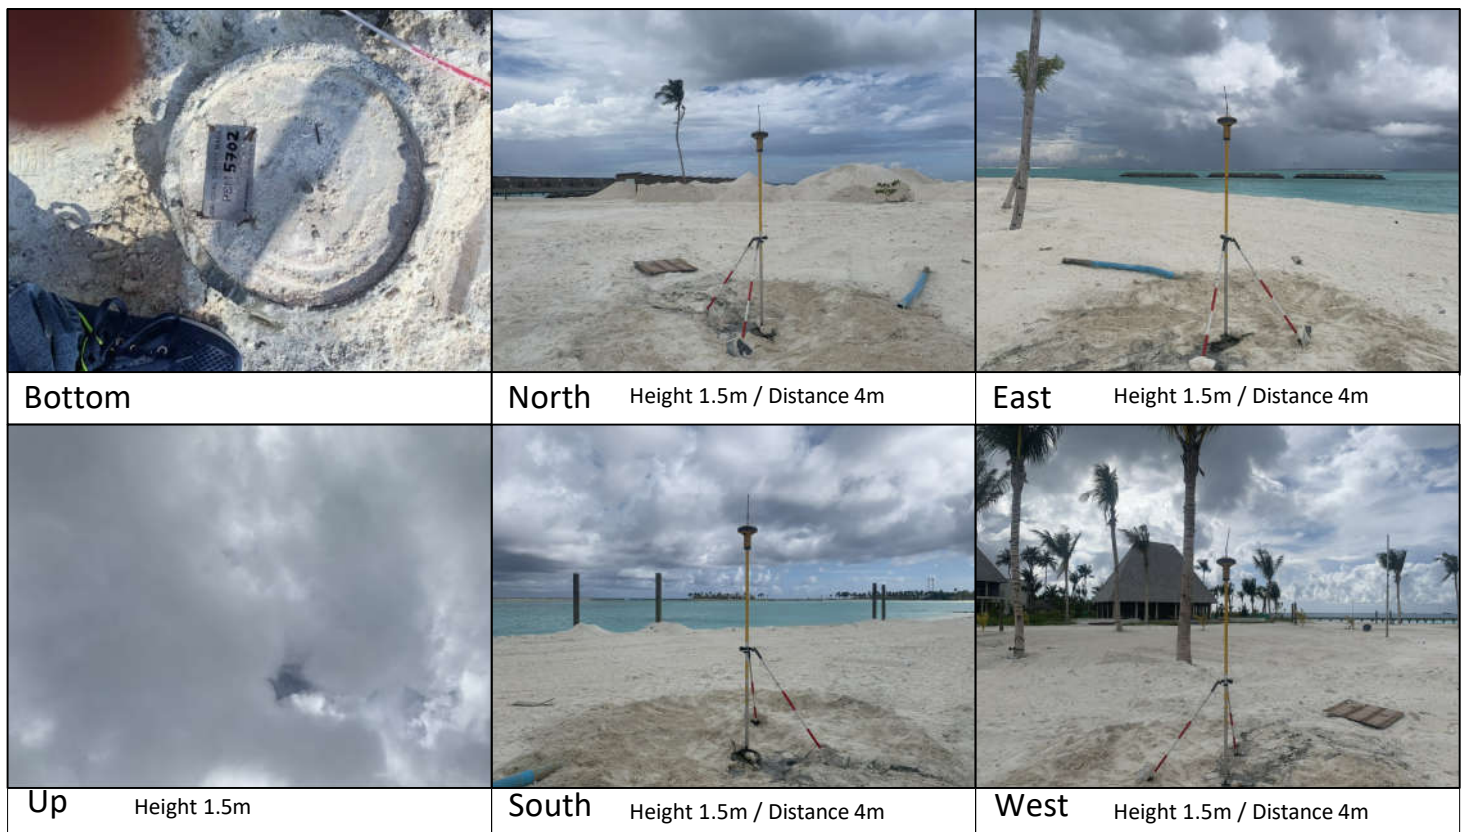 PRM 5702
Bottom
North Height 1.5m / Distance 4m
East Height 1.5m / Distance 4m
Up Height 1.5m
South Height 1.5m / Distance 4m
West Height 1.5m / Distance 4m